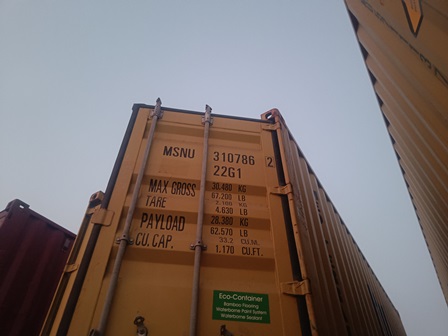 MSNU 310786 2
22G1
MAX GROSS 30.480 KG
67.200 LB
TARE 2.100 KG
4.630 LB
PAYLOAD 28.380 KG
62.570 LB
CU.CAP. 33.2 CU.M.
1.170 CU.FT.
Eco-Container
Bamboo Flooring
Waterborne Paint System
Waterborne Sealant